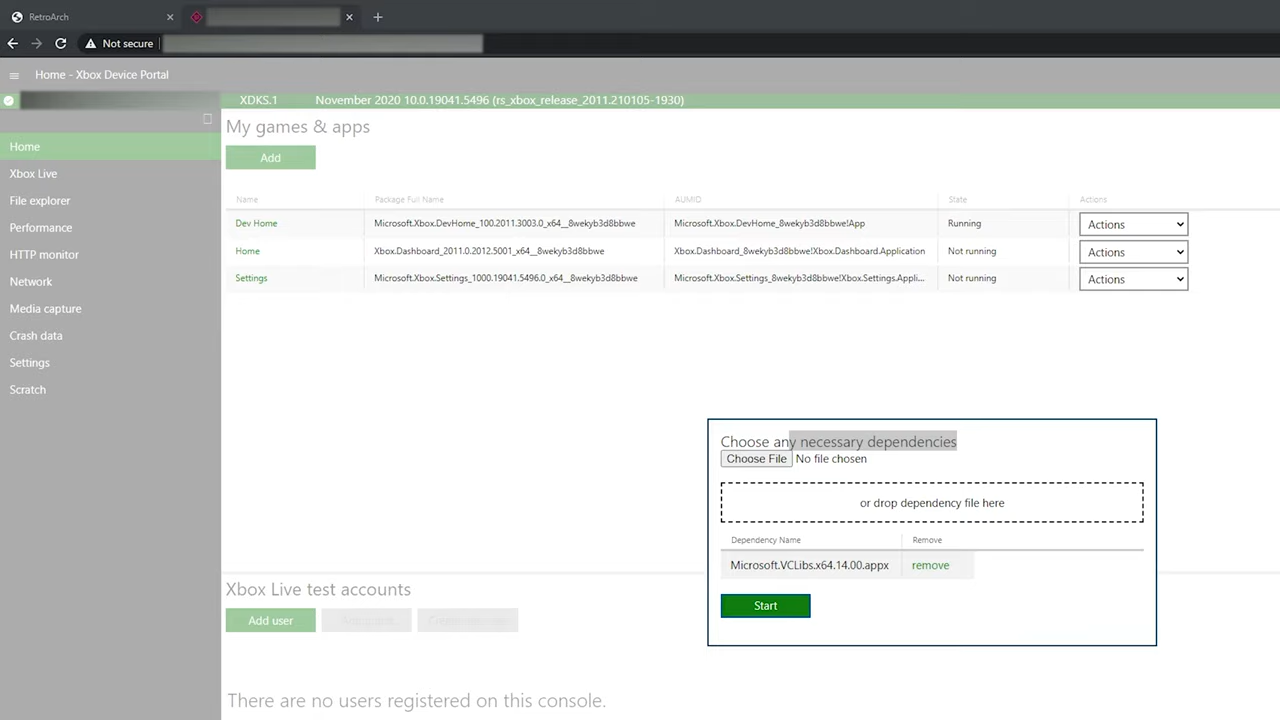 RetroArch
Not secure
Home - Xbox Device Portal
XDKS.1 November 2020 10.0.19041.5496 (rs_xbox_release_2011.210105-1930)
Home
Xbox Live
File explorer
Performance
HTTP monitor
Network
Media capture
Crash data
Settings
Scratch
My games & apps
Add
Name Package Full Name AUMID State Actions
Dev Home Microsoft.Xbox.DevHome_100.2011.3003.0_x64__8wekyb3d8bbwe Microsoft.Xbox.DevHome_8wekyb3d8bbwe!App Running Actions
Home Xbox.Dashboard_2011.0.2012.5001_x64__8wekyb3d8bbwe Xbox.Dashboard_8wekyb3d8bbwe!Xbox.Dashboard.Application Not running Actions
Settings Microsoft.Xbox.Settings_1000.19041.5496.0_x64__8wekyb3d8bbwe Microsoft.Xbox.Settings_8wekyb3d8bbwe!Xbox.Settings.Appli... Not running Actions
Choose any necessary dependencies
Choose File No file chosen
or drop dependency file here
Dependency Name Remove
Microsoft.VCLibs.x64.14.00.appx remove
Start
Xbox Live test accounts
Add user
There are no users registered on this console.